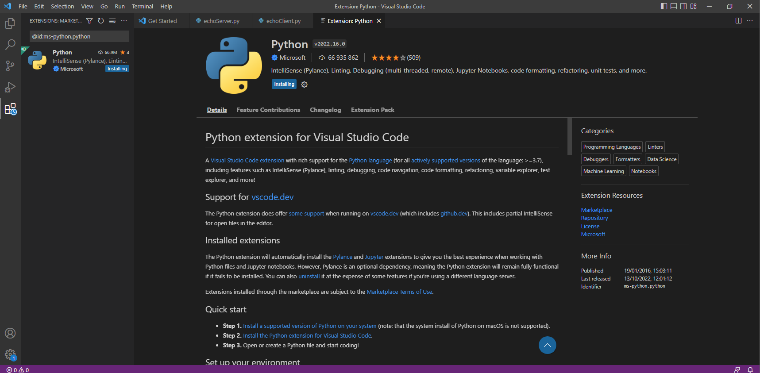 File Edit Selection View Go Run Terminal Help
Extension: Python - Visual Studio Code
EXTENSIONS: MARKET...
Get Started
echoServer.py
echoClient.py
Extension: Python
@id:ms-python.python
Python
4
IntelliSense (Pylance), Lintin...
Microsoft
Installing
Python v2022.16.0
Microsoft
66 935 862
(509)
IntelliSense (Pylance), Linting, Debugging (multi-threaded, remote), Jupyter Notebooks, code formatting, refactoring, unit tests, and more.
Installing
Details Feature Contributions Changelog Extension Pack
Python extension for Visual Studio Code
A Visual Studio Code extension with rich support for the Python language (for all actively supported versions of the language: >=3.7),
including features such as IntelliSense (Pylance), linting, debugging, code navigation, code formatting, refactoring, variable explorer, test
explorer, and more!
Support for vscode.dev
The Python extension does offer some support when running on vscode.dev (which includes github.dev). This includes partial IntelliSense
for open files in the editor.
Installed extensions
The Python extension will automatically install the Pylance and Jupyter extensions to give you the best experience when working with
Python files and Jupyter notebooks. However, Pylance is an optional dependency, meaning the Python extension will remain fully functional
if it fails to be installed. You can also uninstall it at the expense of some features if you're using a different language server.
Extensions installed through the marketplace are subject to the Marketplace Terms of Use.
Quick start
Step 1. Install a supported version of Python on your system (note: that the system install of Python on macOS is not supported).
Step 2. Install the Python extension for Visual Studio Code.
Step 3. Open or create a Python file and start coding!
Set up your environment
Categories
Programming Languages Linters
Debuggers Formatters Data Science
Machine Learning Notebooks
Extension Resources
Marketplace
Repository
License
Microsoft
More Info
Published 19/01/2016, 15:03:11
Last released 13/10/2022, 12:01:12
Identifier ms-python.python
0 0